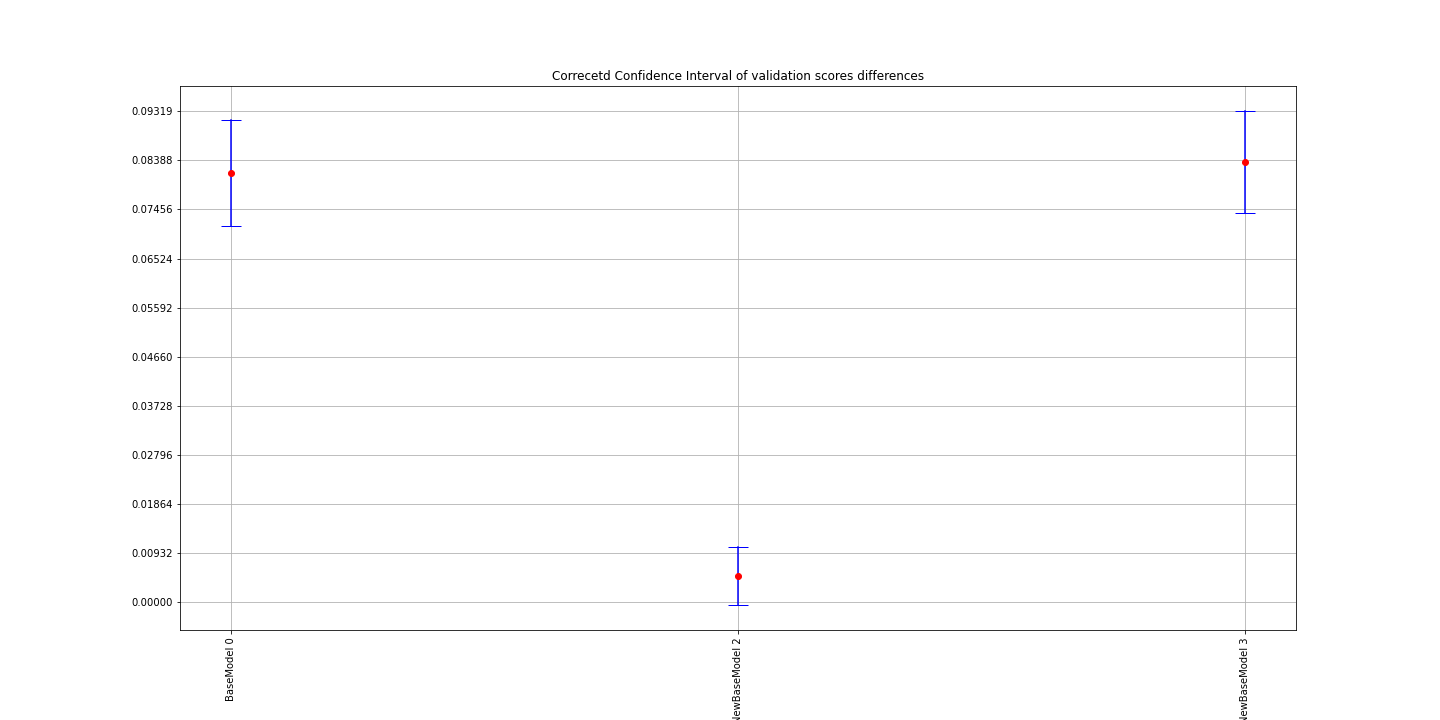 Correcetd Confidence Interval of validation scores differences
0.09319
0.08388
0.07456
0.06524
0.05592
0.04660
0.03728
0.02796
0.01864
0.00932
0.00000
BaseModel 0
NewBaseModel 2
NewBaseModel 3